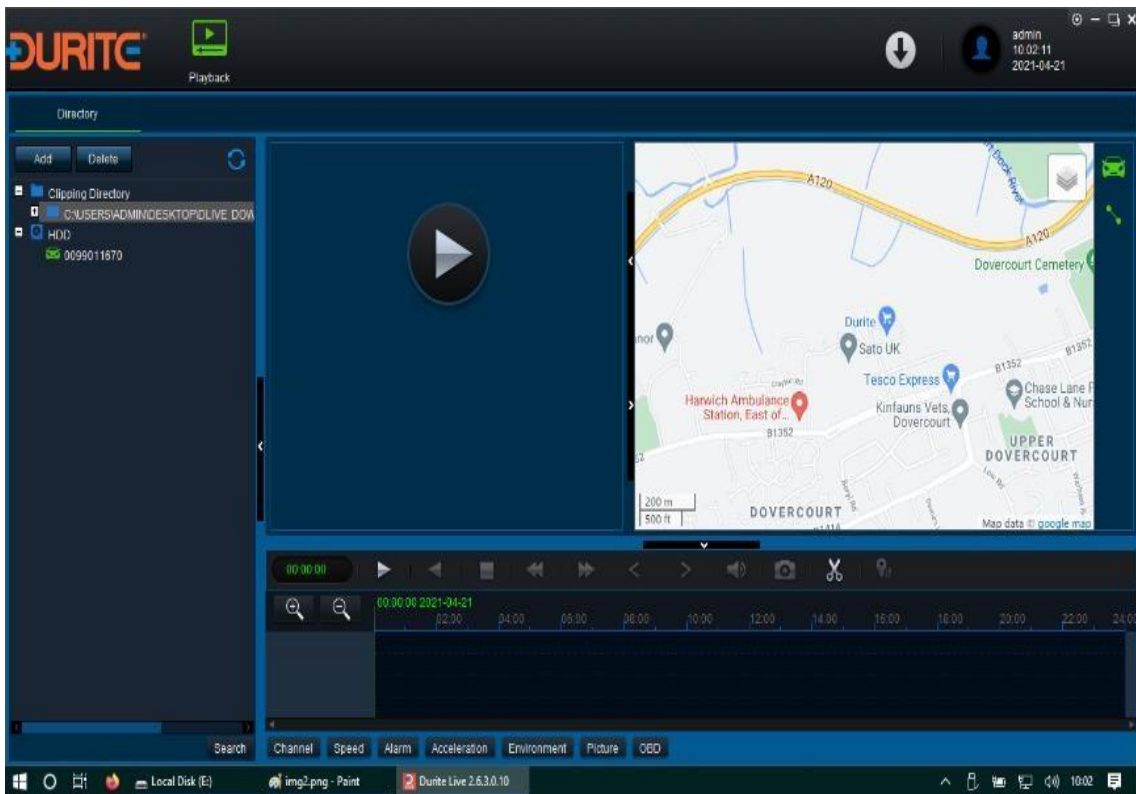 DURITE
Playback
admin
10:02:11
2021-04-21
Directory
Add Delete
Clipping Directory
C:\USERS\ADMIN\DESKTOP\DLIVE DOW
HDD
0099011670
A120
A120
Dovercourt Cemetery
Durite
Sato UK
B1352
B1352
Tesco Express
Chase Lane P
School & Nur
Harwich Ambulance
Station, East of...
Kinfauns Vets,
Dovercourt
B1352
UPPER
DOVERCOURT
200 m
500 ft
DOVERCOURT
Map data © google map
00:00:00
00:00:00 2021-04-21
02:00 04:00 06:00 08:00 10:00 12:00 14:00 16:00 18:00 20:00 22:00 24:00
Search Channel Speed Alarm Acceleration Environment Picture OBD
Local Disk (E:) img2.png - Paint Durite Live 2.6.3.0.10 10:02